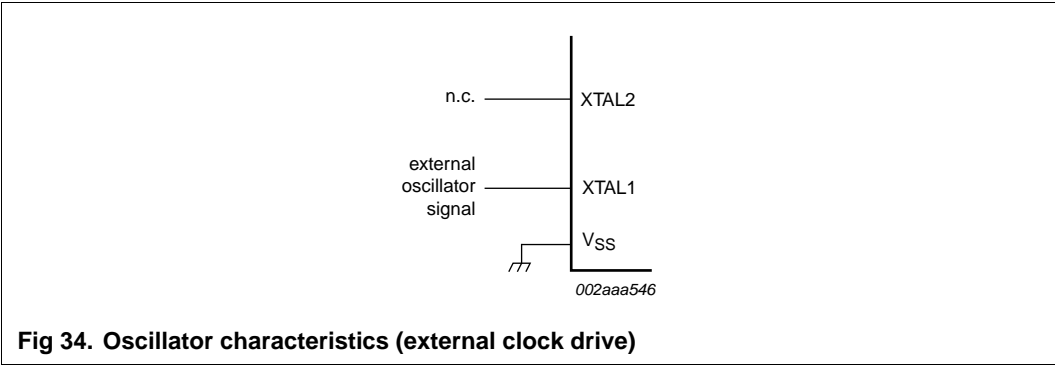 n.c.
XTAL2
external
oscillator
signal
XTAL1
VSS
002aaa546
Fig 34. Oscillator characteristics (external clock drive)